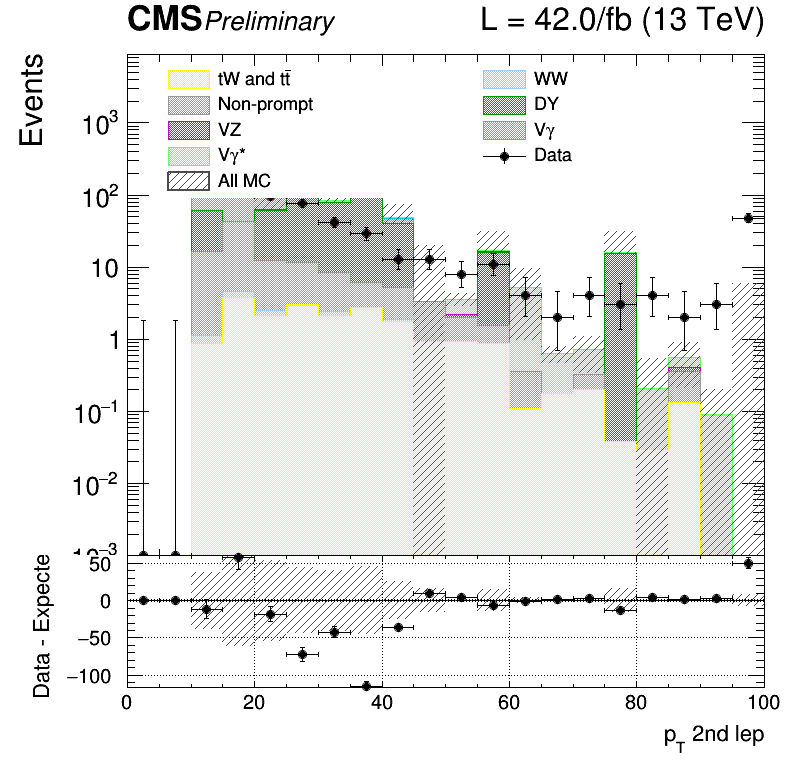 CMS Preliminary L = 42.0/fb (13 TeV)
Events
tW and tt̄
Non-prompt
VZ
Vγ*
All MC
WW
DY
Vγ
Data
10³
10²
10
1
10⁻¹
10⁻²
10⁻³
Data - Expecte
50
0
−50
−100
0 20 40 60 80 100
p_T 2nd lep